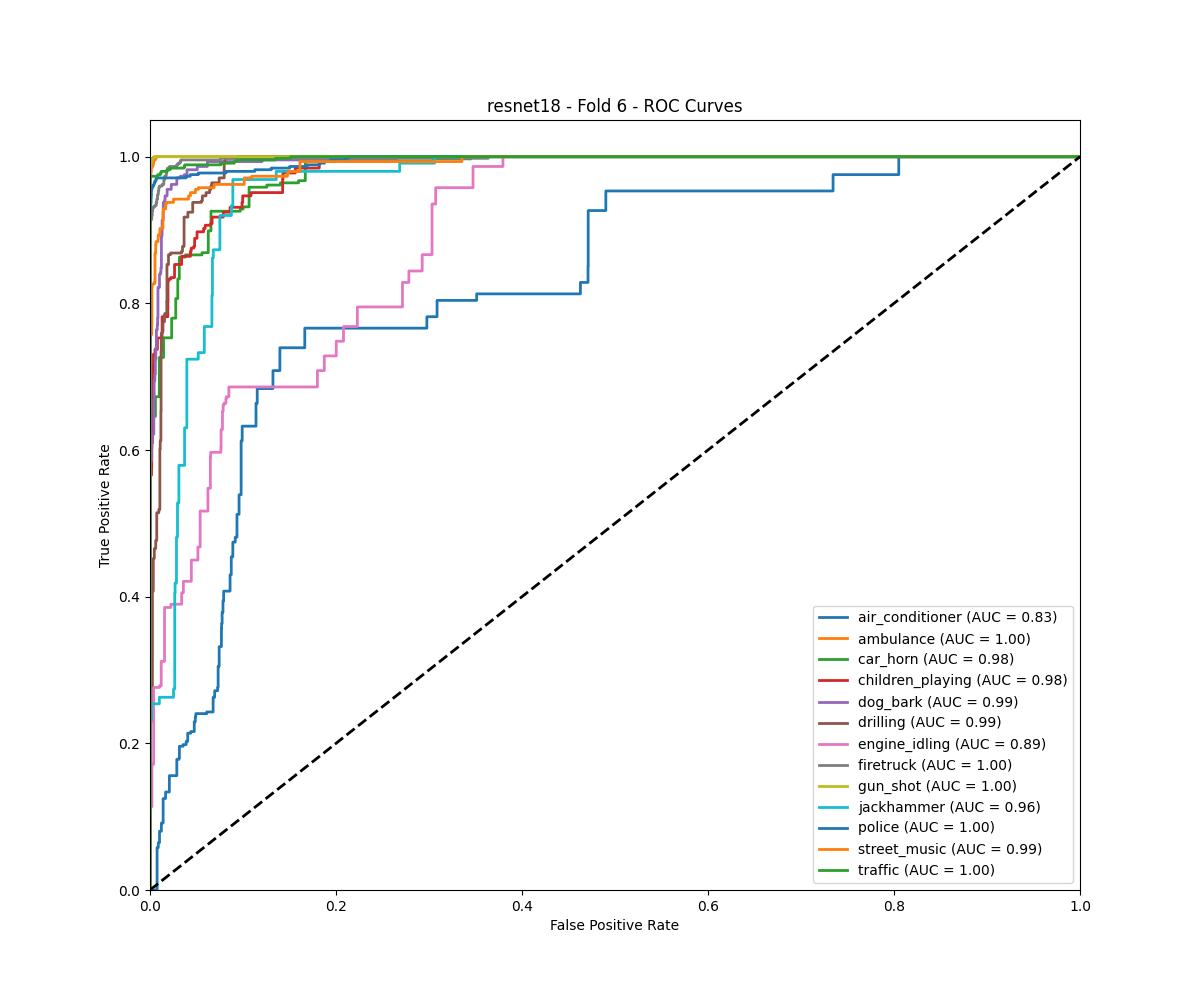 resnet18 - Fold 6 - ROC Curves
True Positive Rate
1.0
0.8
0.6
0.4
0.2
0.0
0.0 0.2 0.4 0.6 0.8 1.0
False Positive Rate
air_conditioner (AUC = 0.83)
ambulance (AUC = 1.00)
car_horn (AUC = 0.98)
children_playing (AUC = 0.98)
dog_bark (AUC = 0.99)
drilling (AUC = 0.99)
engine_idling (AUC = 0.89)
firetruck (AUC = 1.00)
gun_shot (AUC = 1.00)
jackhammer (AUC = 0.96)
police (AUC = 1.00)
street_music (AUC = 0.99)
traffic (AUC = 1.00)